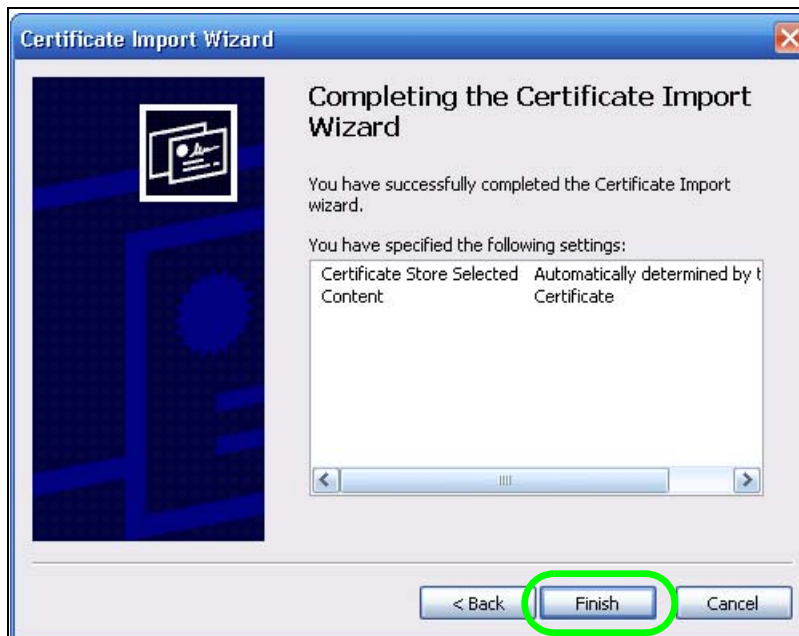 Certificate Import Wizard
Completing the Certificate Import
Wizard
You have successfully completed the Certificate Import
wizard.
You have specified the following settings:
Certificate Store Selected Automatically determined by t
Content Certificate
< Back Finish Cancel